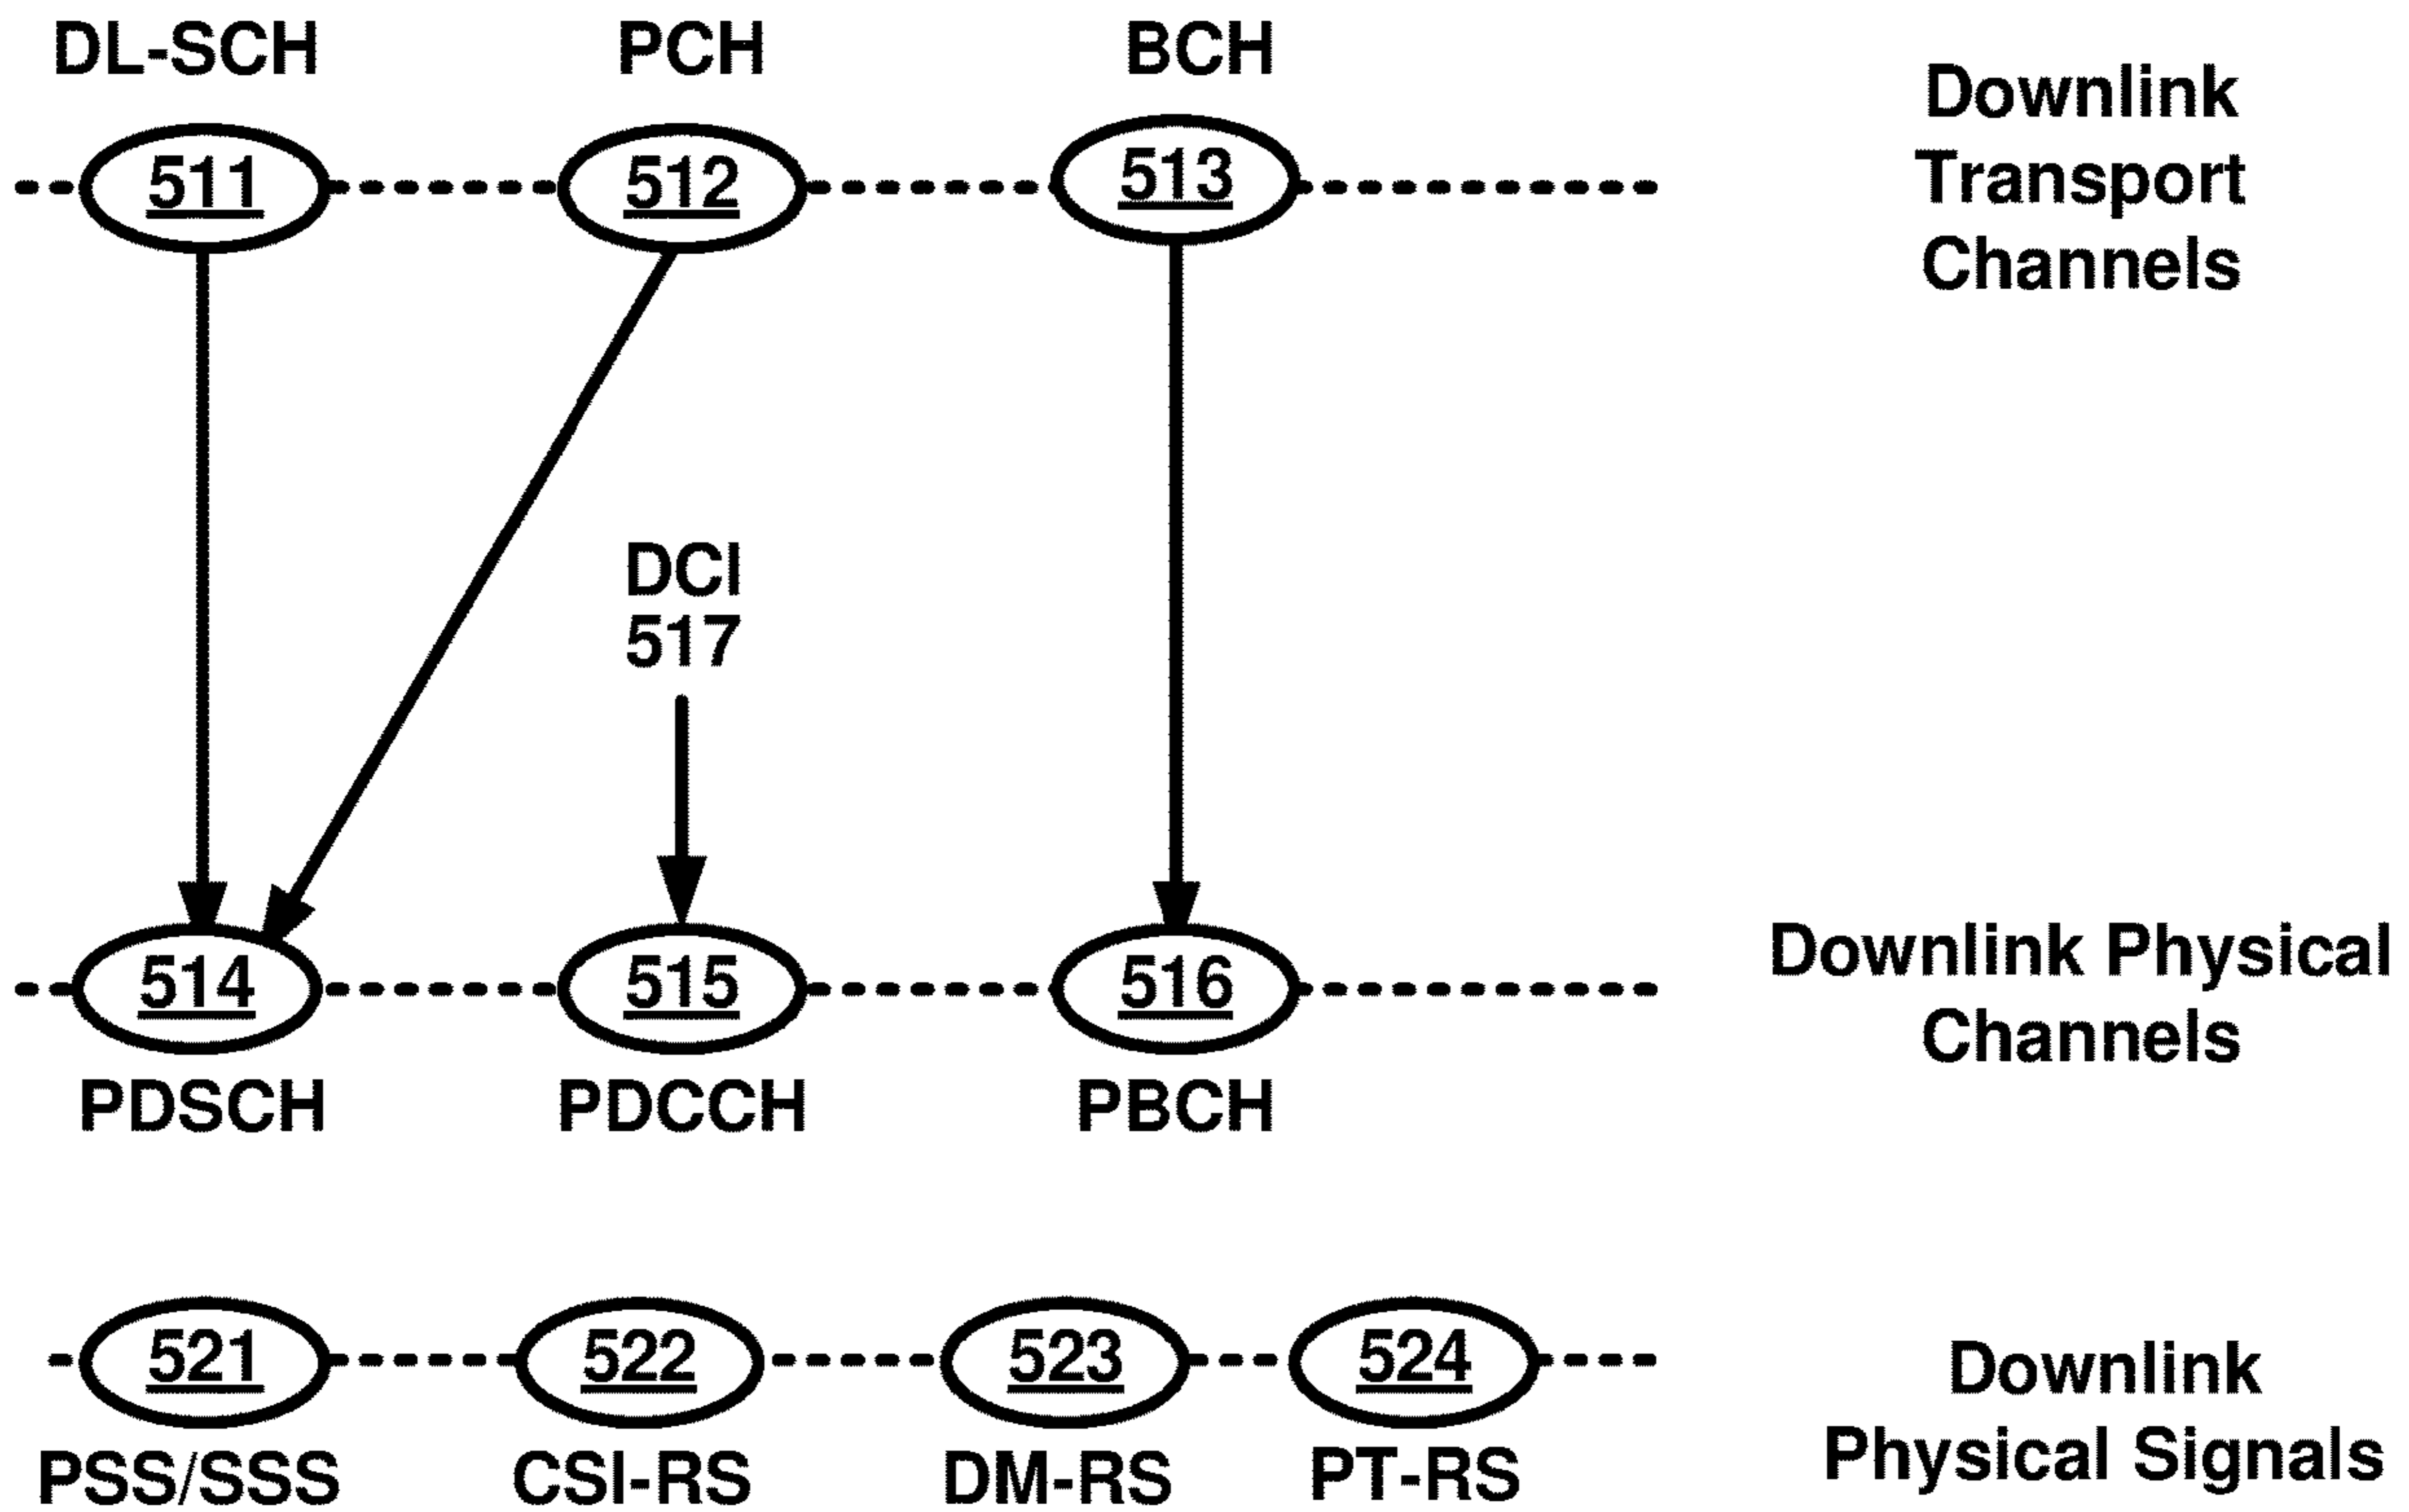 DL-SCH
PCH
BCH
511
512
513
Downlink
Transport
Channels
DCI
517
514
515
516
PDSCH
PDCCH
PBCH
Downlink Physical
Channels
521
522
523
524
PSS/SSS
CSI-RS
DM-RS
PT-RS
Downlink
Physical Signals